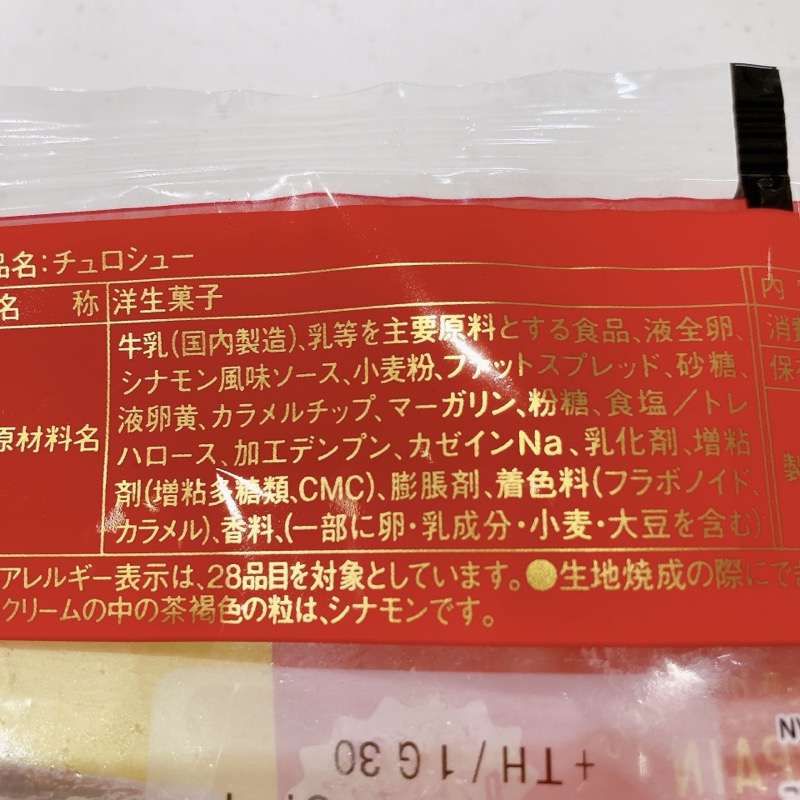 品名:チュロシュー
名 称 洋生菓子
内
消費
保存
原材料名
牛乳(国内製造)、乳等を主要原料とする食品、液全卵、
シナモン風味ソース、小麦粉、ファットスプレッド、砂糖、
液卵黄、カラメルチップ、マーガリン、粉糖、食塩/トレ
ハロース、加工デンプン、カゼインNa、乳化剤、増粘
剤(増粘多糖類、CMC)、膨脹剤、着色料(フラボノイド、
カラメル)、香料、(一部に卵・乳成分・小麦・大豆を含む)
製
アレルギー表示は、28品目を対象としています。●生地焼成の際にでき
クリームの中の茶褐色の粒は、シナモンです。
+ TH / 1 G 30